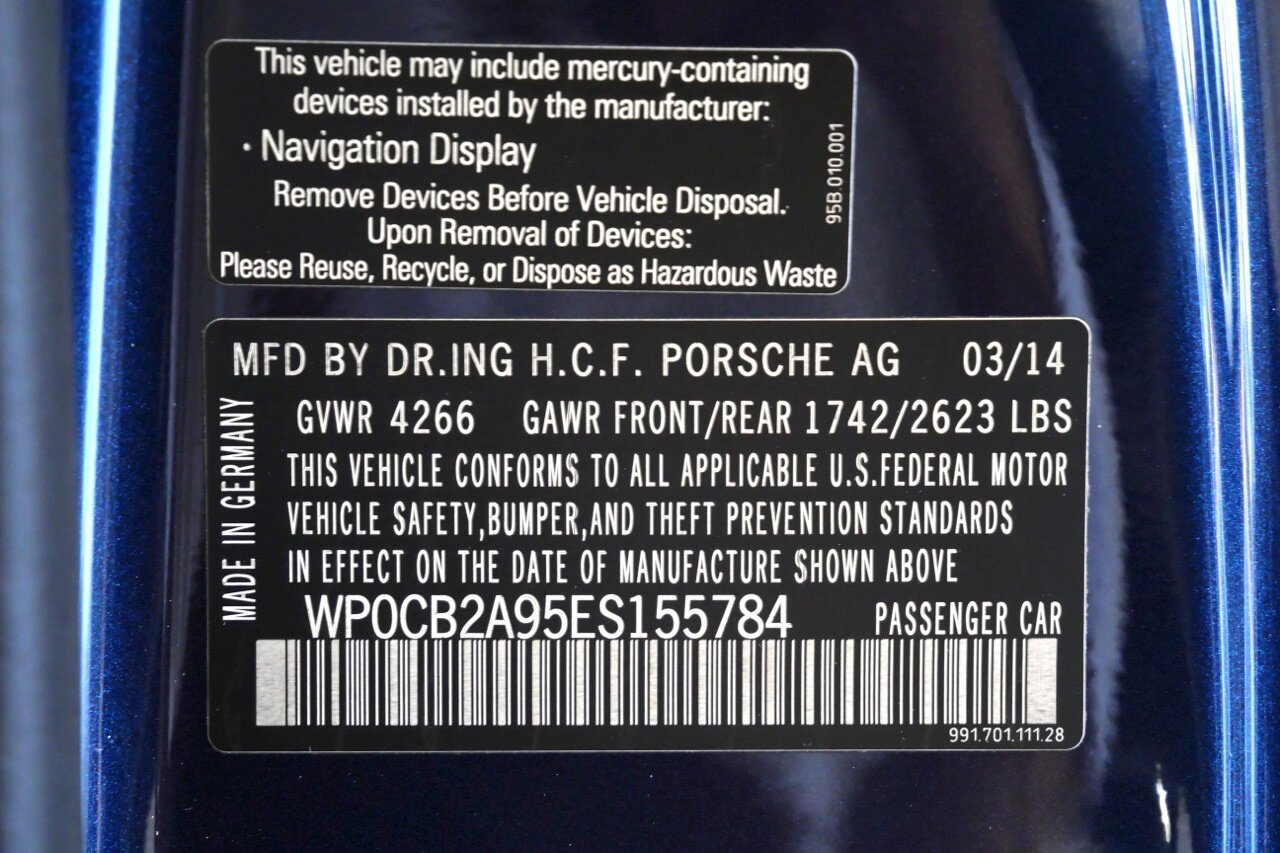 This vehicle may include mercury-containing
devices installed by the manufacturer:
· Navigation Display
Remove Devices Before Vehicle Disposal.
Upon Removal of Devices:
Please Reuse, Recycle, or Dispose as Hazardous Waste
95B.010.001
MFD BY DR.ING H.C.F. PORSCHE AG 03/14
GVWR 4266 GAWR FRONT/REAR 1742/2623 LBS
THIS VEHICLE CONFORMS TO ALL APPLICABLE U.S.FEDERAL MOTOR
VEHICLE SAFETY,BUMPER,AND THEFT PREVENTION STANDARDS
IN EFFECT ON THE DATE OF MANUFACTURE SHOWN ABOVE
MADE IN GERMANY
WP0CB2A95ES155784 PASSENGER CAR
991.701.111.28